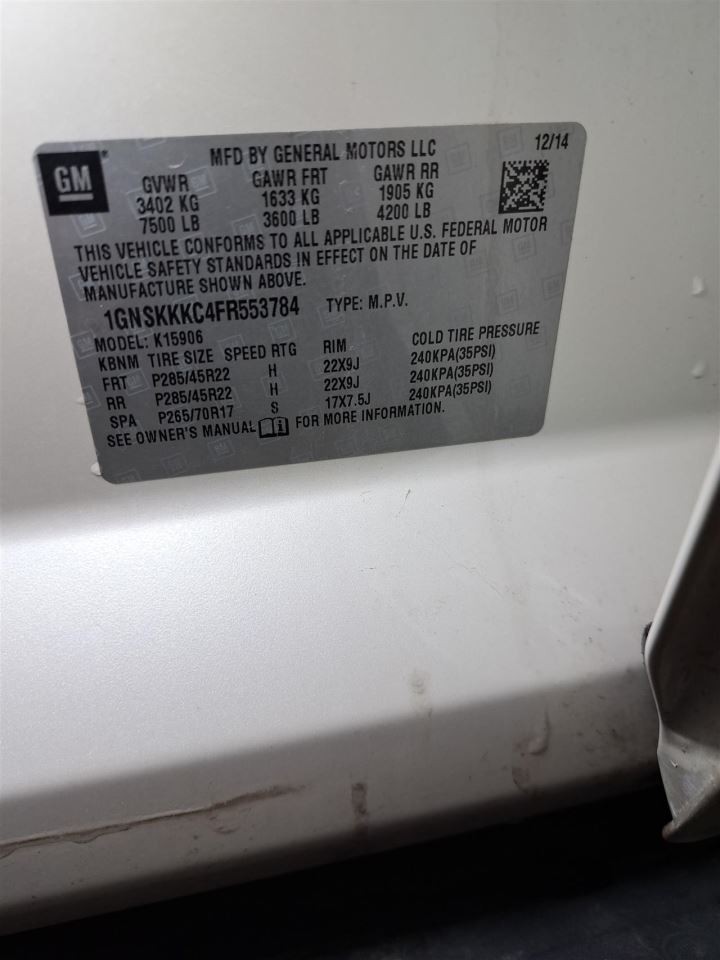 GM
MFD BY GENERAL MOTORS LLC 12/14
GVWR GAWR FRT GAWR RR
3402 KG 1633 KG 1905 KG
7500 LB 3600 LB 4200 LB
THIS VEHICLE CONFORMS TO ALL APPLICABLE U.S. FEDERAL MOTOR
VEHICLE SAFETY STANDARDS IN EFFECT ON THE DATE OF
MANUFACTURE SHOWN ABOVE.
1GNSKKKC4FR553784 TYPE: M.P.V.
MODEL: K15906
KBNM TIRE SIZE SPEED RTG RIM COLD TIRE PRESSURE
FRT P285/45R22 H 22X9J 240KPA(35PSI)
RR P285/45R22 H 22X9J 240KPA(35PSI)
SPA P265/70R17 S 17X7.5J 240KPA(35PSI)
SEE OWNER'S MANUAL FOR MORE INFORMATION.